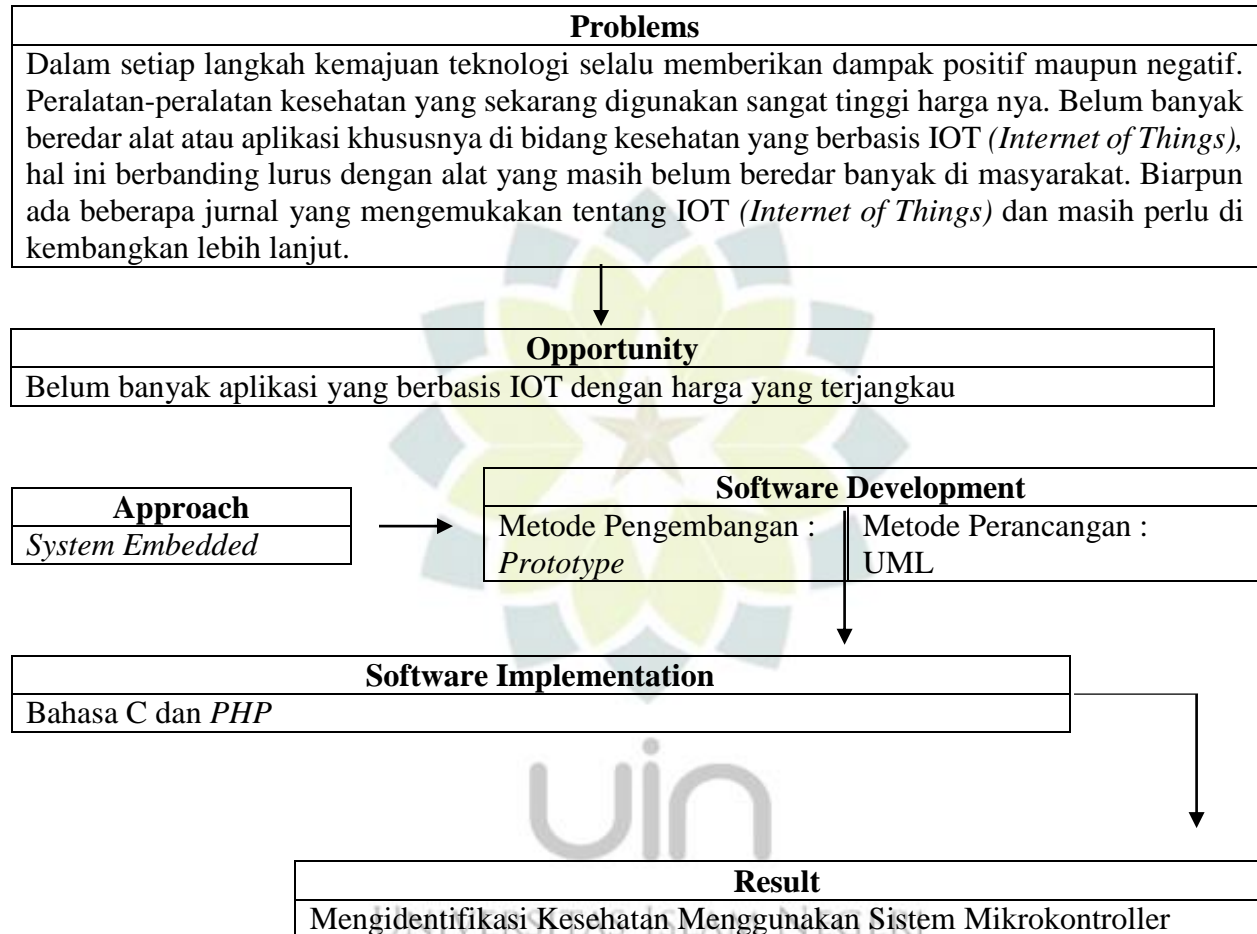 Problems
Dalam setiap langkah kemajuan teknologi selalu memberikan dampak positif maupun negatif.
Peralatan-peralatan kesehatan yang sekarang digunakan sangat tinggi harga nya. Belum banyak
beredar alat atau aplikasi khususnya di bidang kesehatan yang berbasis IOT (Internet of Things),
hal ini berbanding lurus dengan alat yang masih belum beredar banyak di masyarakat. Biarpun
ada beberapa jurnal yang mengemukakan tentang IOT (Internet of Things) dan masih perlu di
kembangkan lebih lanjut.
Opportunity
Belum banyak aplikasi yang berbasis IOT dengan harga yang terjangkau
Approach
System Embedded
Software Development
Metode Pengembangan :
Prototype
Metode Perancangan :
UML
Software Implementation
Bahasa C dan PHP
uin
Result
Mengidentifikasi Kesehatan Menggunakan Sistem Mikrokontroller
UNIVERSITAS ISLAM NEGERI